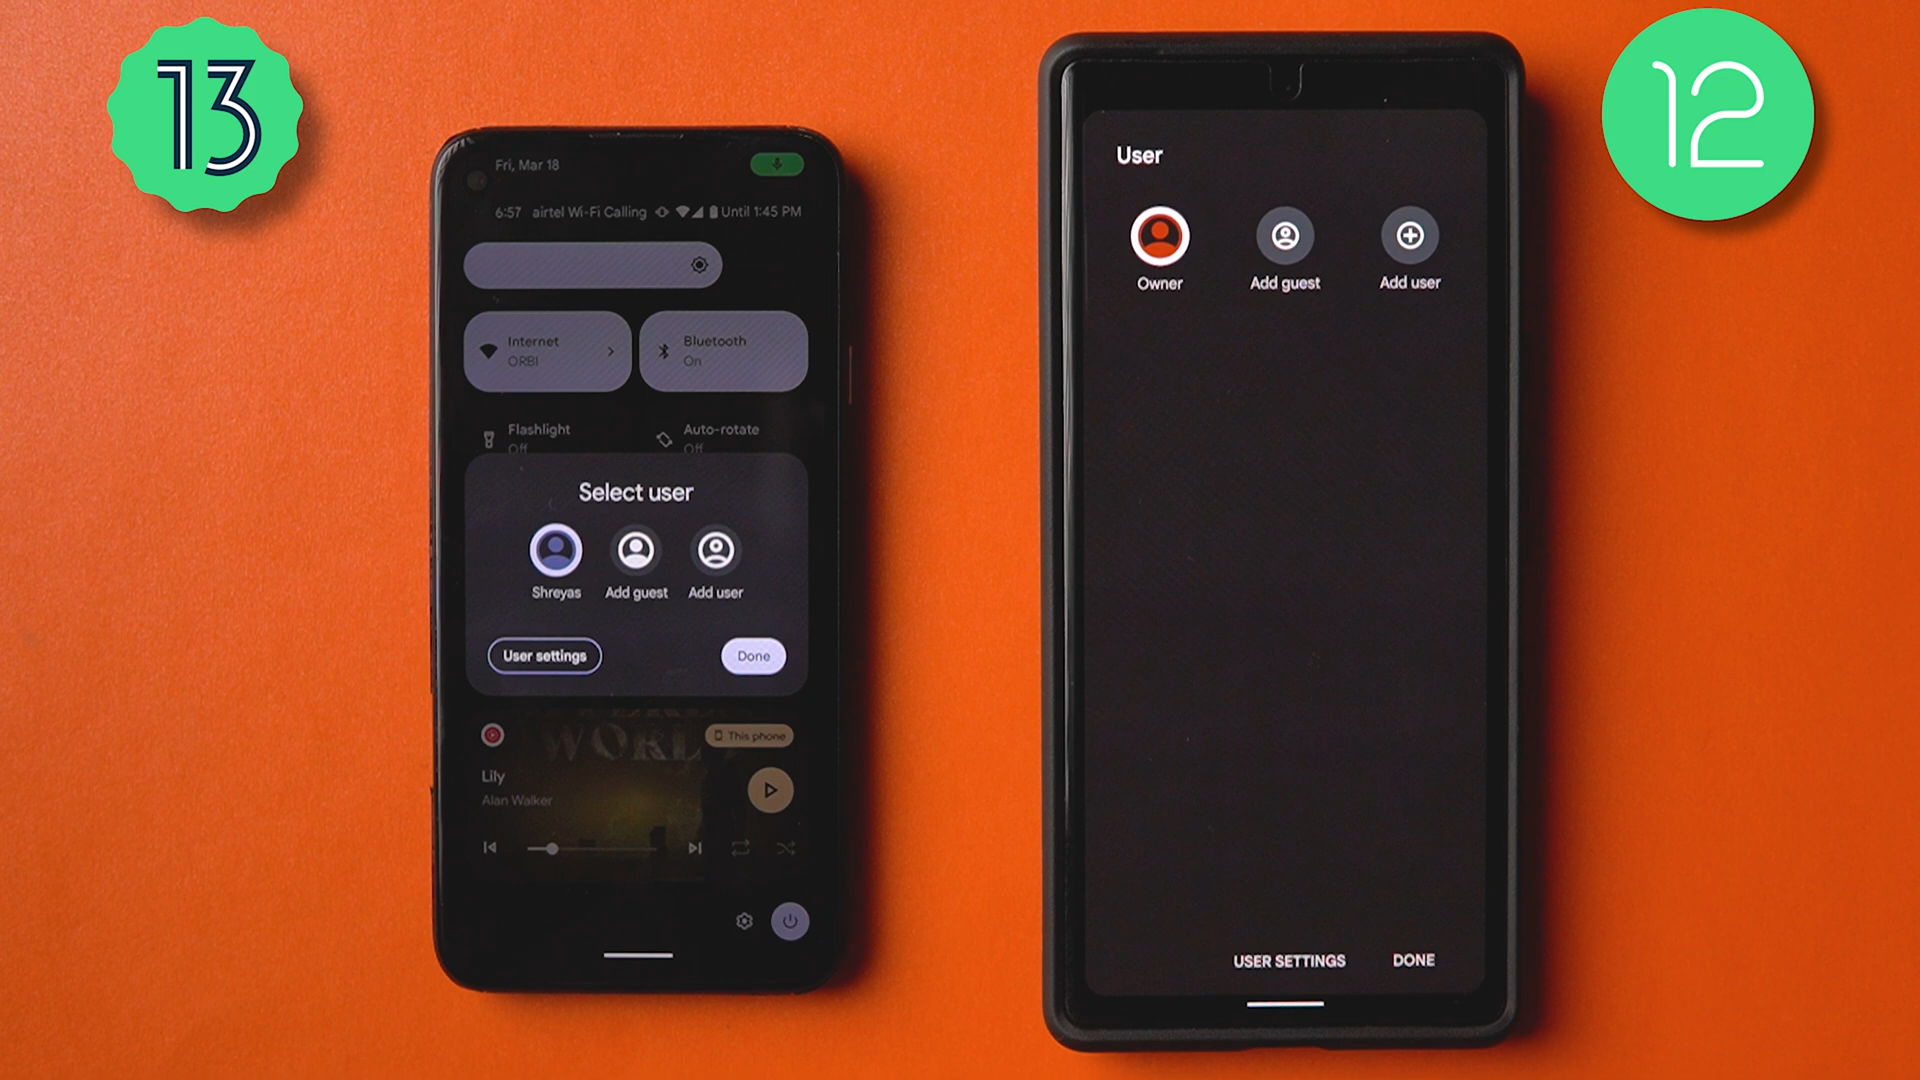 13
Fri, Mar 18
6:57 airtel Wi-Fi Calling Until 1:45 PM
Internet
ORBI
Bluetooth
On
Flashlight
Off
Auto-rotate
Off
Select user
Shreyas
Add guest
Add user
User settings
Done
WORL
This phone
Lily
Alan Walker
12
User
Owner
Add guest
Add user
USER SETTINGS
DONE